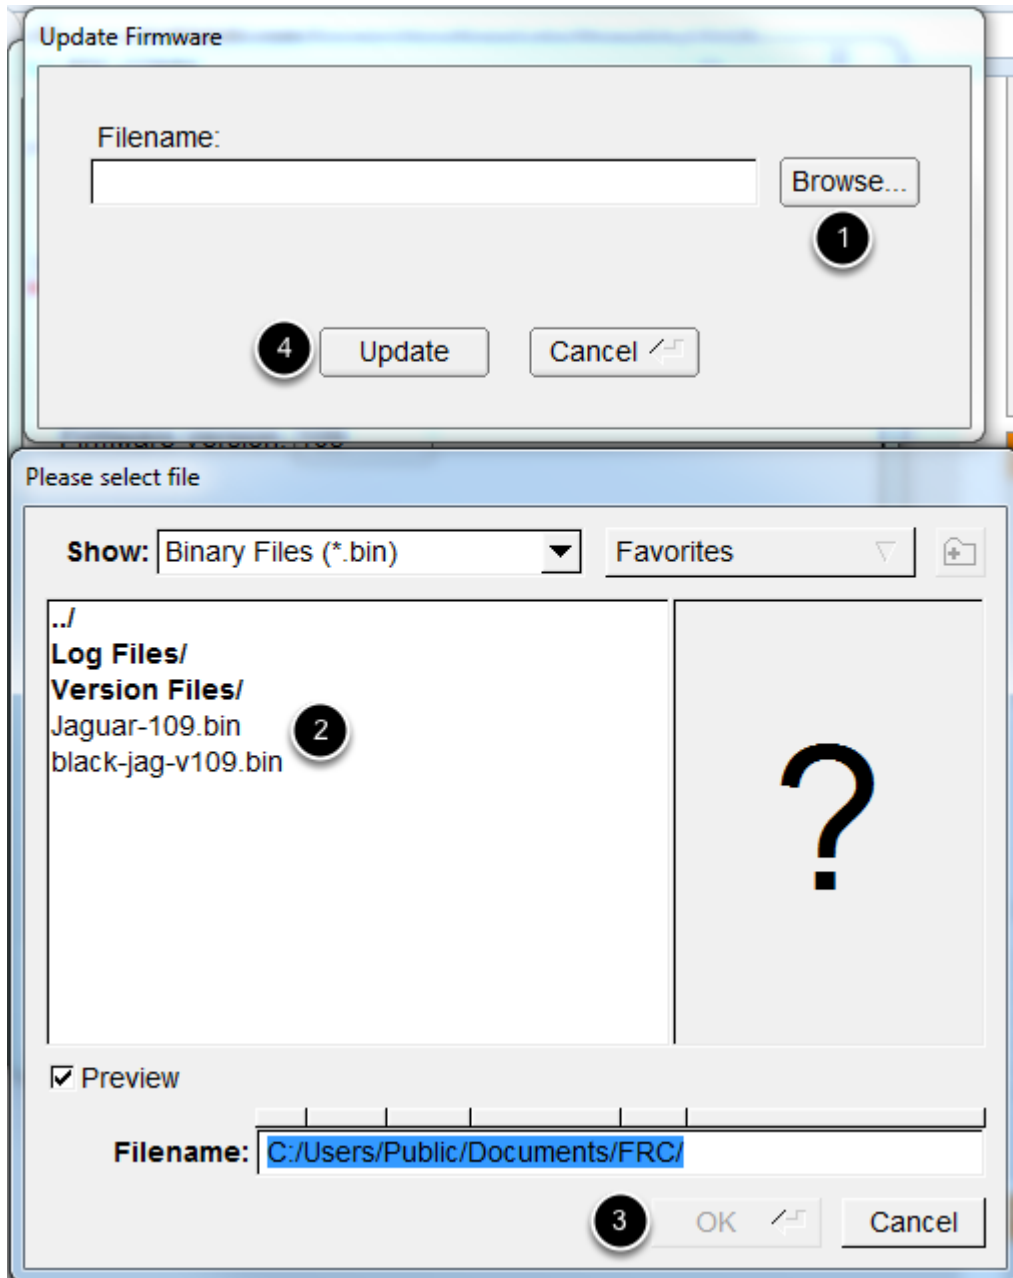 Update Firmware
Filename:
Browse...
1
4
Update
Cancel
Please select file
Show:
Binary Files (*.bin)
Favorites
../
Log Files/
Version Files/
Jaguar-109.bin
2
black-jag-v109.bin
?
Preview
Filename:
C:/Users/Public/Documents/FRC/
3
OK
Cancel